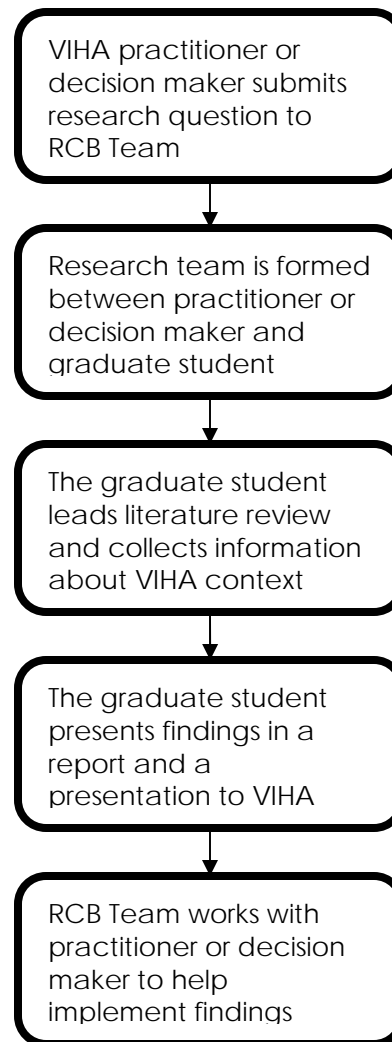 VIHA practitioner or
decision maker submits
research question to
RCB Team
Research team is formed
between practitioner or
decision maker and
graduate student
The graduate student
leads literature review
and collects information
about VIHA context
The graduate student
presents findings in a
report and a
presentation to VIHA
RCB Team works with
practitioner or decision
maker to help
implement findings